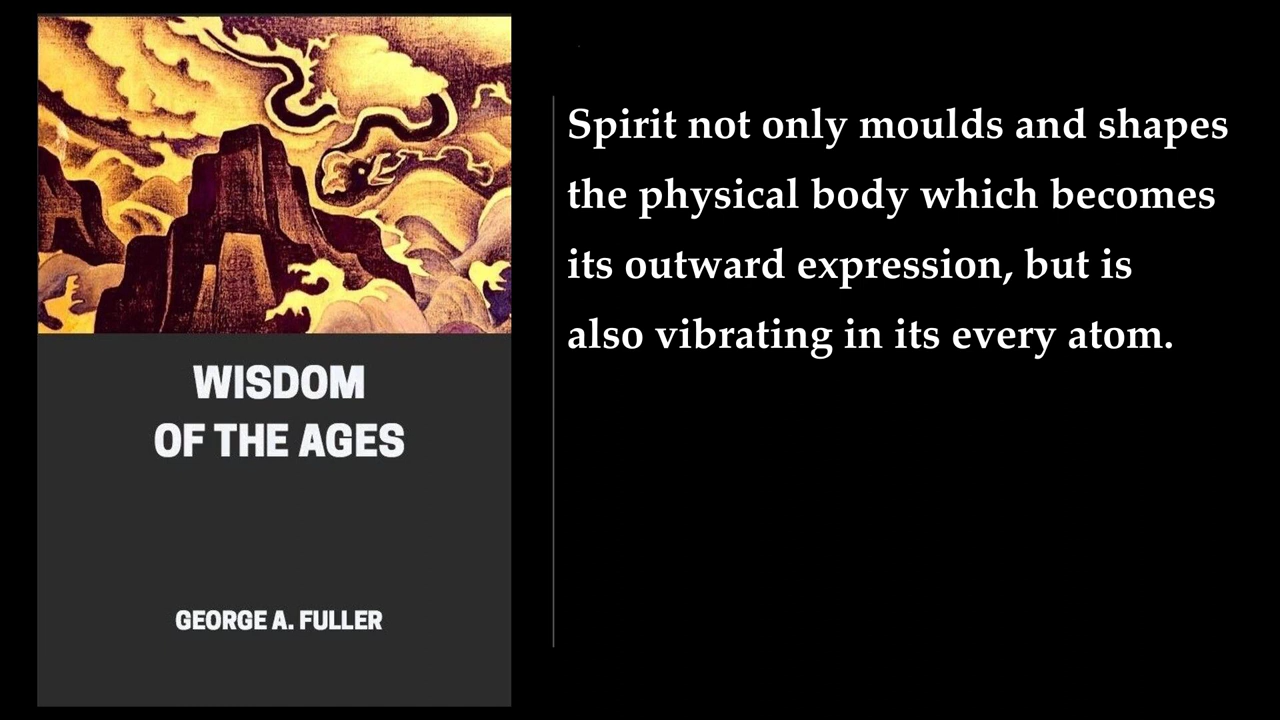 WISDOM
OF THE AGES
GEORGE A. FULLER
Spirit not only moulds and shapes
the physical body which becomes
its outward expression, but is
also vibrating in its every atom.